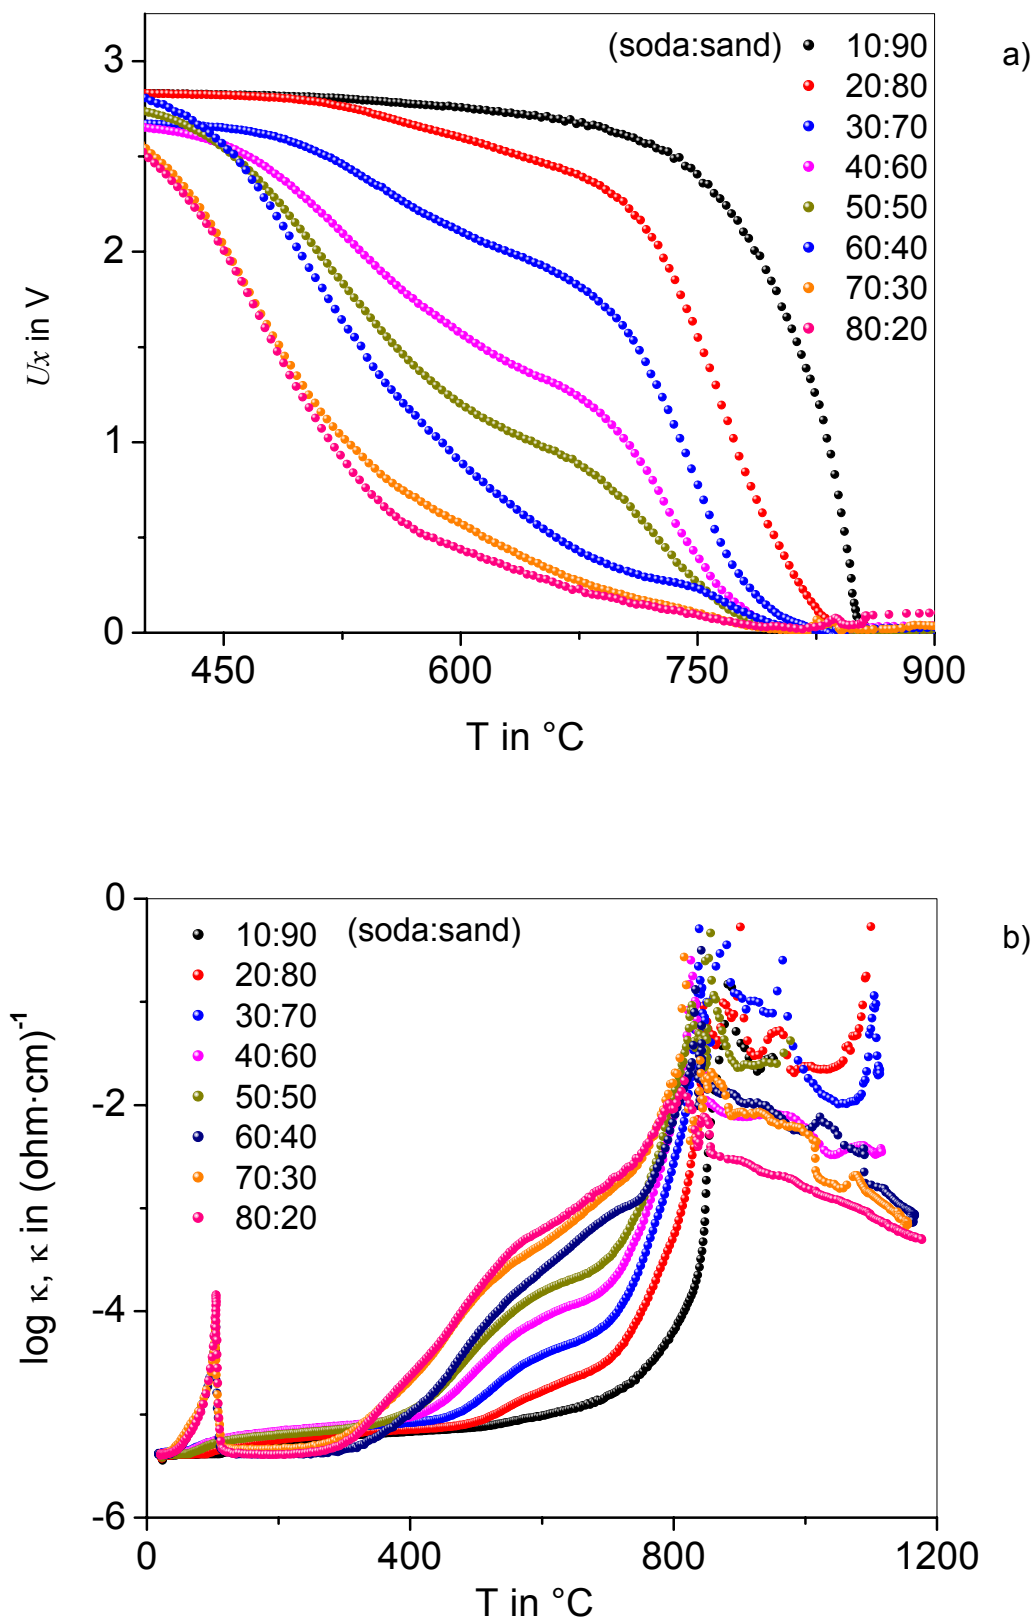 (soda:sand)
10:90
20:80
30:70
40:60
50:50
60:40
70:30
80:20
a)
3
2
1
0
Ux in V
450 600 750 900
T in °C
0
-2
-4
-6
log κ, κ in (ohm·cm)⁻¹
10:90 (soda:sand)
20:80
30:70
40:60
50:50
60:40
70:30
80:20
b)
0 400 800 1200
T in °C